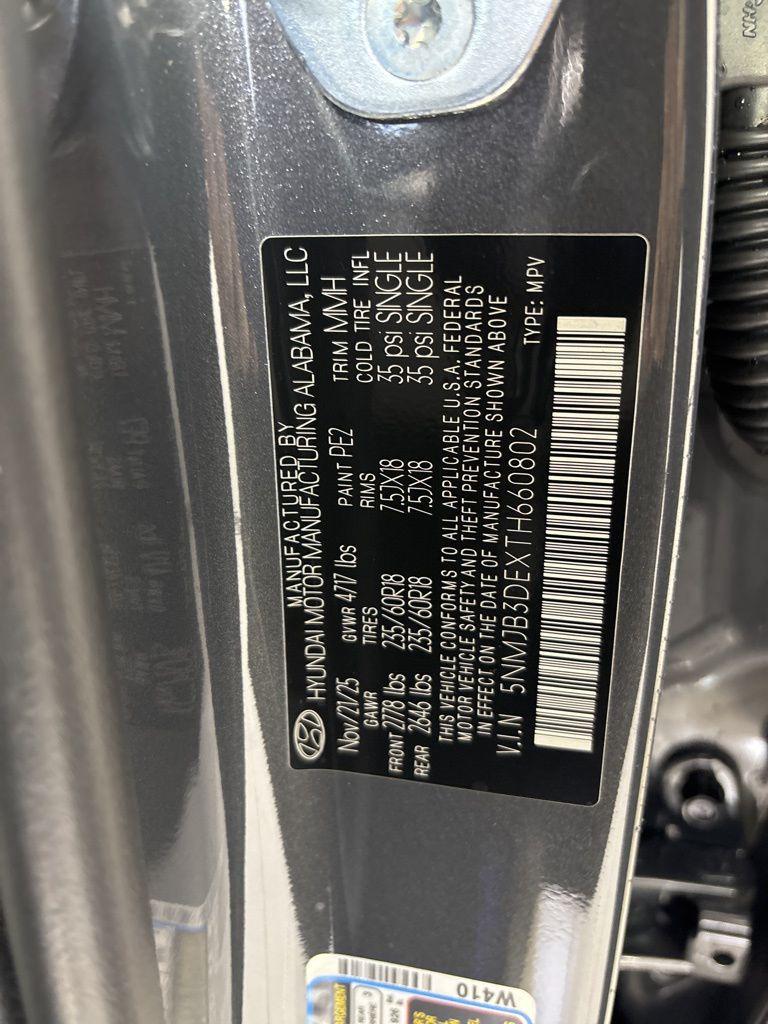 MANUFACTURED BY
HYUNDAI MOTOR MANUFACTURING ALABAMA, LLC
Nov/21/25 GVWR 4717 lbs PAINT PE2 TRIM MMH
GAWR TIRES RIMS COLD TIRE INFL
FRONT 2778 lbs 235/60R18 7.5JX18 35 psi SINGLE
REAR 2646 lbs 235/60R18 7.5JX18 35 psi SINGLE
THIS VEHICLE CONFORMS TO ALL APPLICABLE U.S.A. FEDERAL
MOTOR VEHICLE SAFETY AND THEFT PREVENTION STANDARDS
IN EFFECT ON THE DATE OF MANUFACTURE SHOWN ABOVE
V.I.N 5NMJB3DEXTH660802 TYPE: MPV
W410